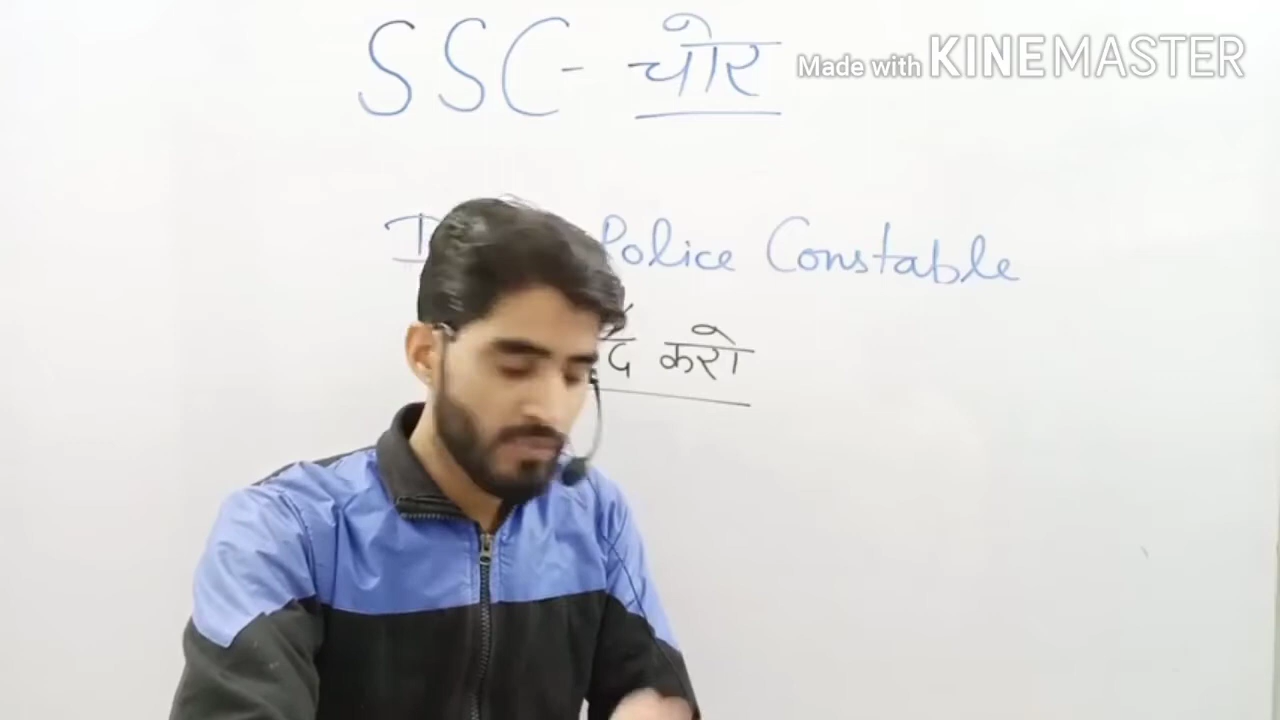 SSC - चोर
Made with KINEMASTER
Police Constable
करो